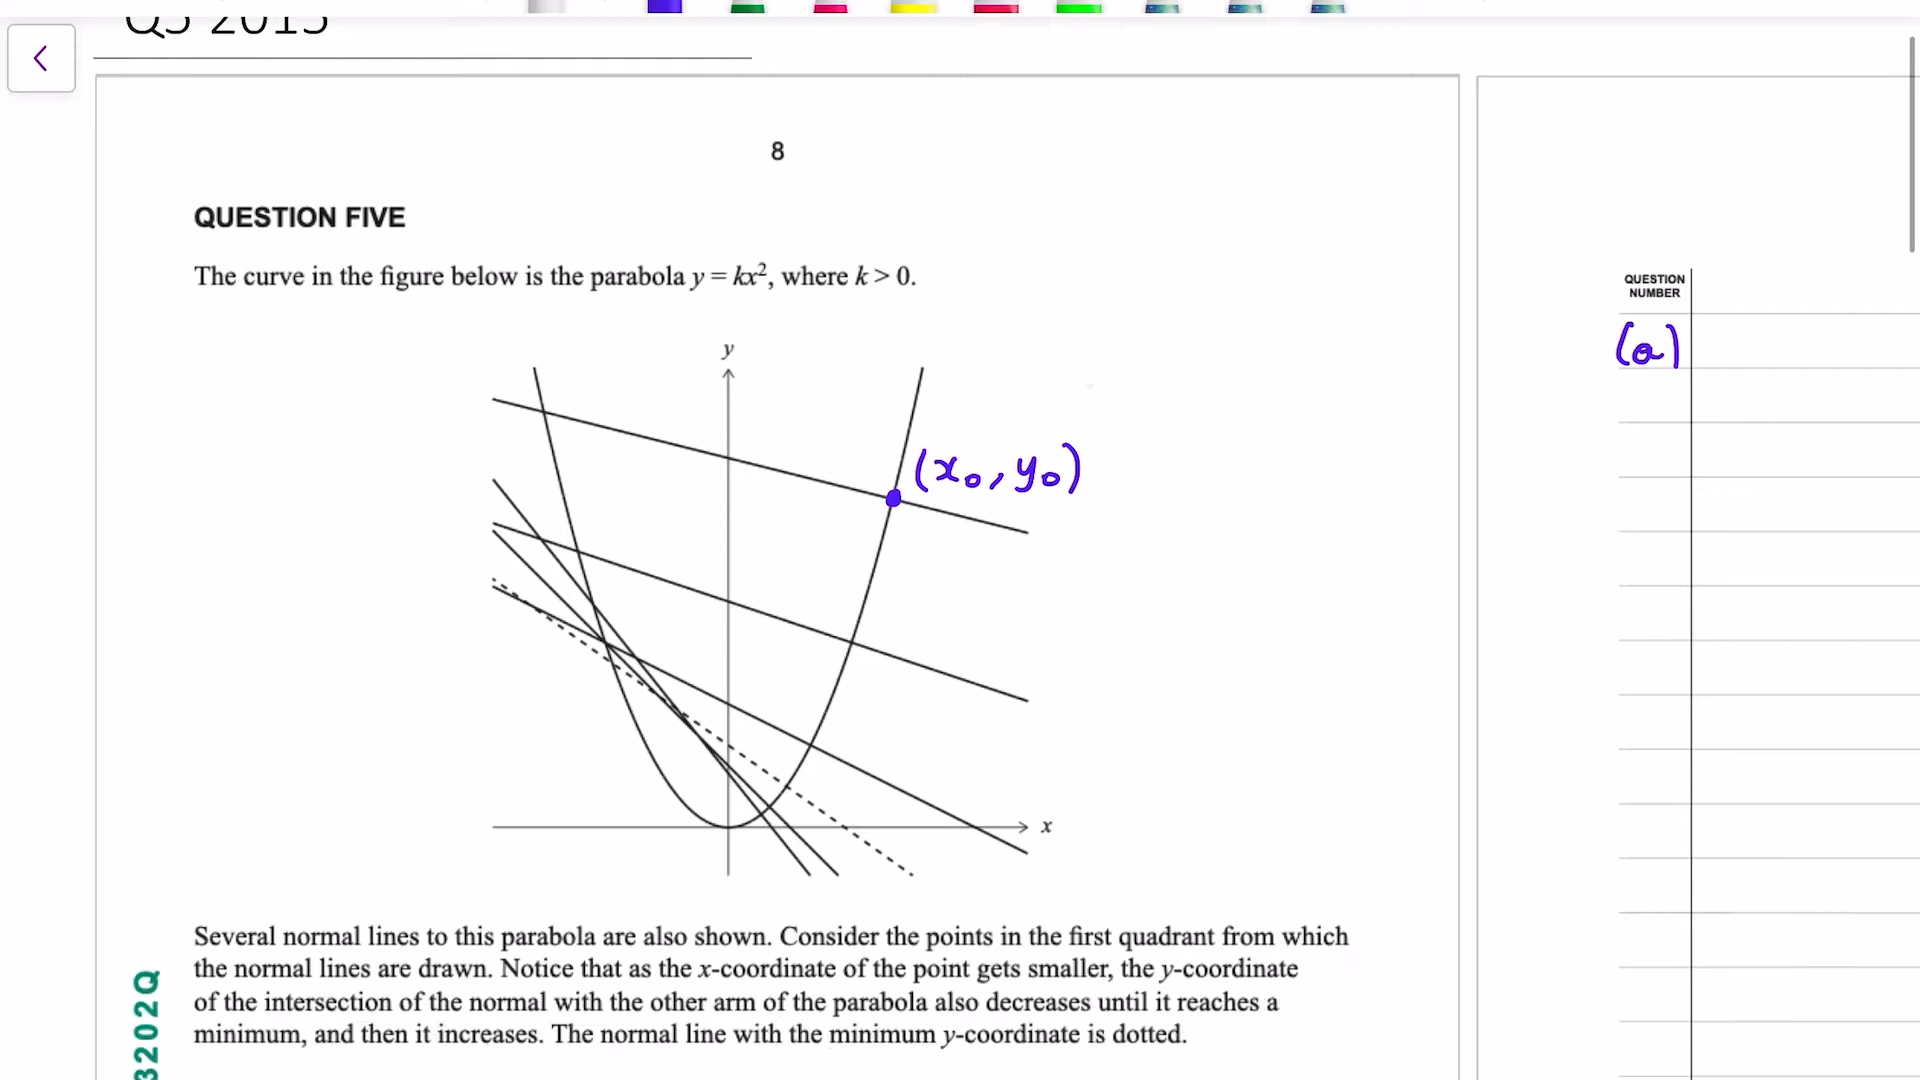 Q5 2015
8
QUESTION FIVE
The curve in the figure below is the parabola y = kx², where k > 0.
y
(x₀, y₀)
x
Several normal lines to this parabola are also shown. Consider the points in the first quadrant from which
the normal lines are drawn. Notice that as the x-coordinate of the point gets smaller, the y-coordinate
of the intersection of the normal with the other arm of the parabola also decreases until it reaches a
minimum, and then it increases. The normal line with the minimum y-coordinate is dotted.
3202Q
QUESTION
NUMBER
(a)